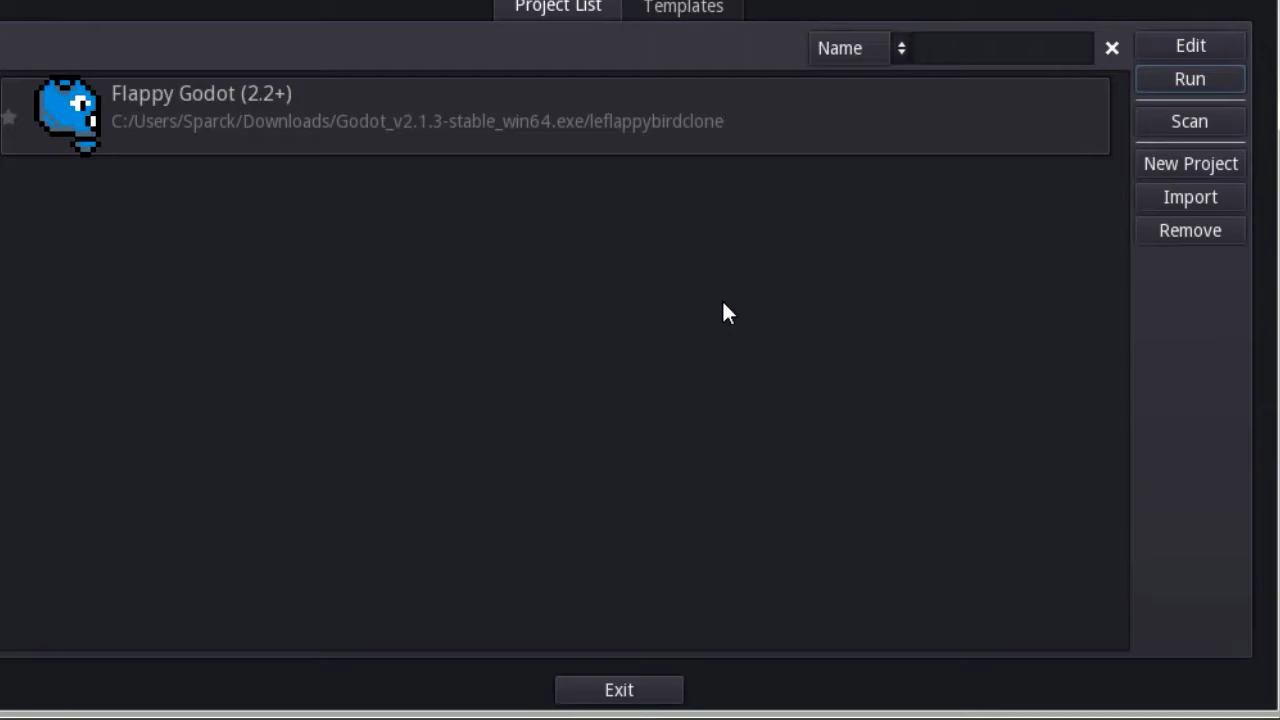 Project List
Templates
Name
Edit
Run
Flappy Godot (2.2+)
C:/Users/Sparck/Downloads/Godot_v2.1.3-stable_win64.exe/leflappybirdclone
Scan
New Project
Import
Remove
Exit